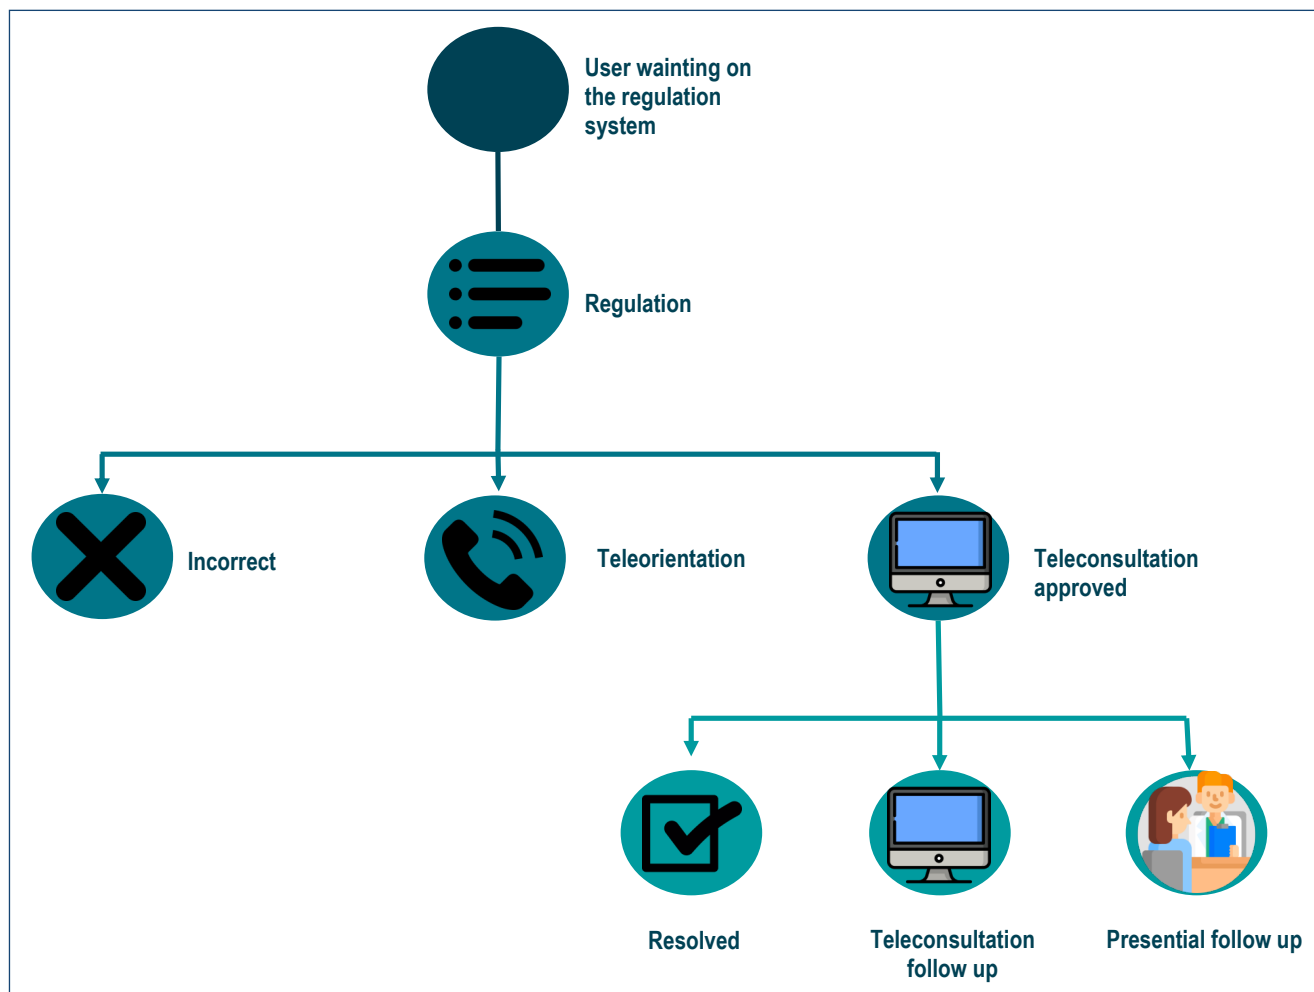 User wainting on
the regulation
system
Regulation
Incorrect
Teleorientation
Teleconsultation
approved
Resolved
Teleconsultation
follow up
Presential follow up